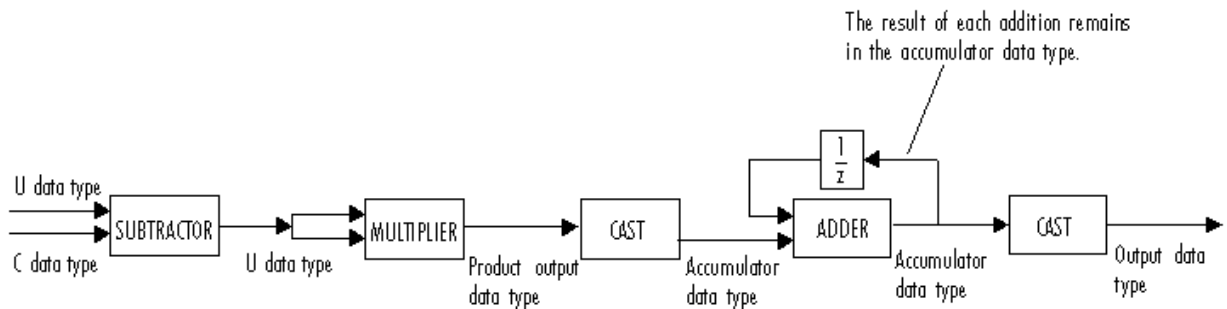 The result of each addition remains
in the accumulator data type.
1
z
U data type
SUBTRACTOR
C data type
U data type
MULTIPLIER
Product output
data type
CAST
Accumulator
data type
ADDER
Accumulator
data type
CAST
Output data
type